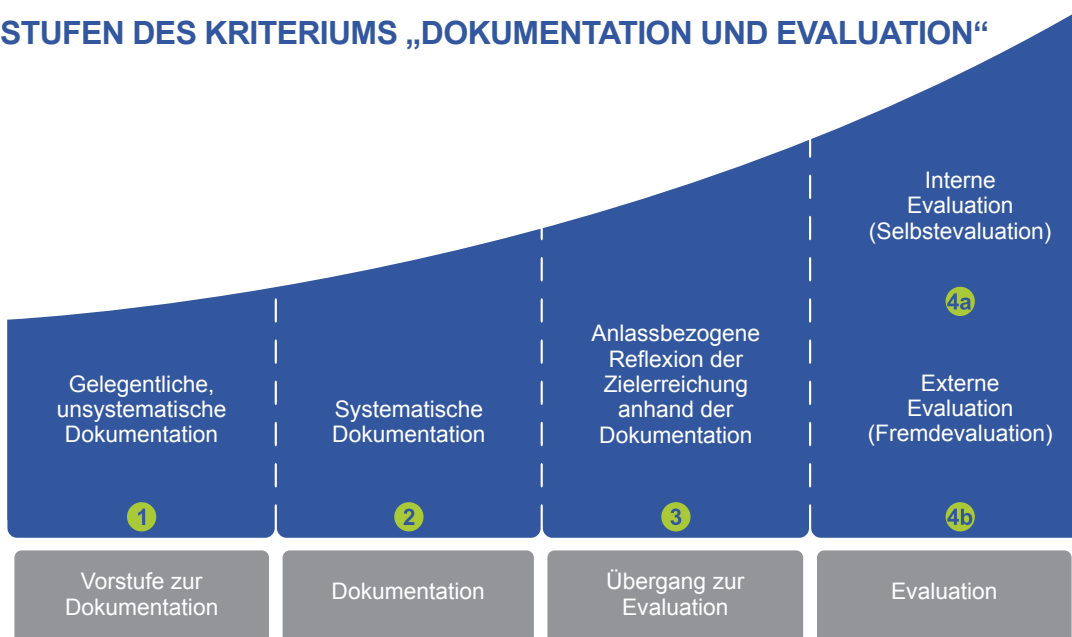 STUFEN DES KRITERIUMS „DOKUMENTATION UND EVALUATION“
Gelegentliche,
unsystematische
Dokumentation
1
Systematische
Dokumentation
2
Anlassbezogene
Reflexion der
Zielerreichung
anhand der
Dokumentation
3
Interne
Evaluation
(Selbstevaluation)
4a
Externe
Evaluation
(Fremdevaluation)
4b
Vorstufe zur
Dokumentation
Dokumentation
Übergang zur
Evaluation
Evaluation